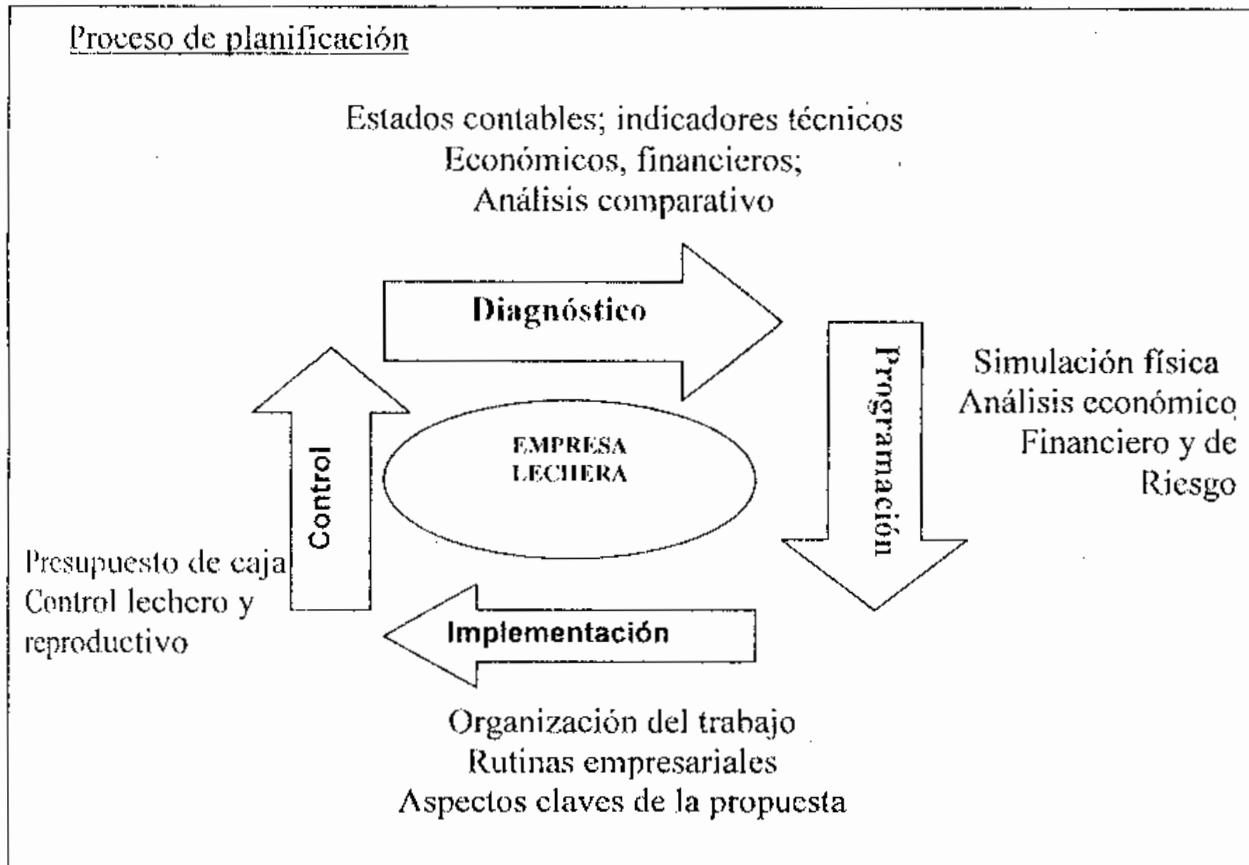 Proceso de planificación
Estados contables; indicadores técnicos
Económicos, financieros;
Análisis comparativo
Diagnóstico
Programación
Simulación física
Análisis económico
Financiero y de
Riesgo
EMPRESA
LECHERA
Control
Presupuesto de caja
Control lechero y
reproductivo
Implementación
Organización del trabajo
Rutinas empresariales
Aspectos claves de la propuesta